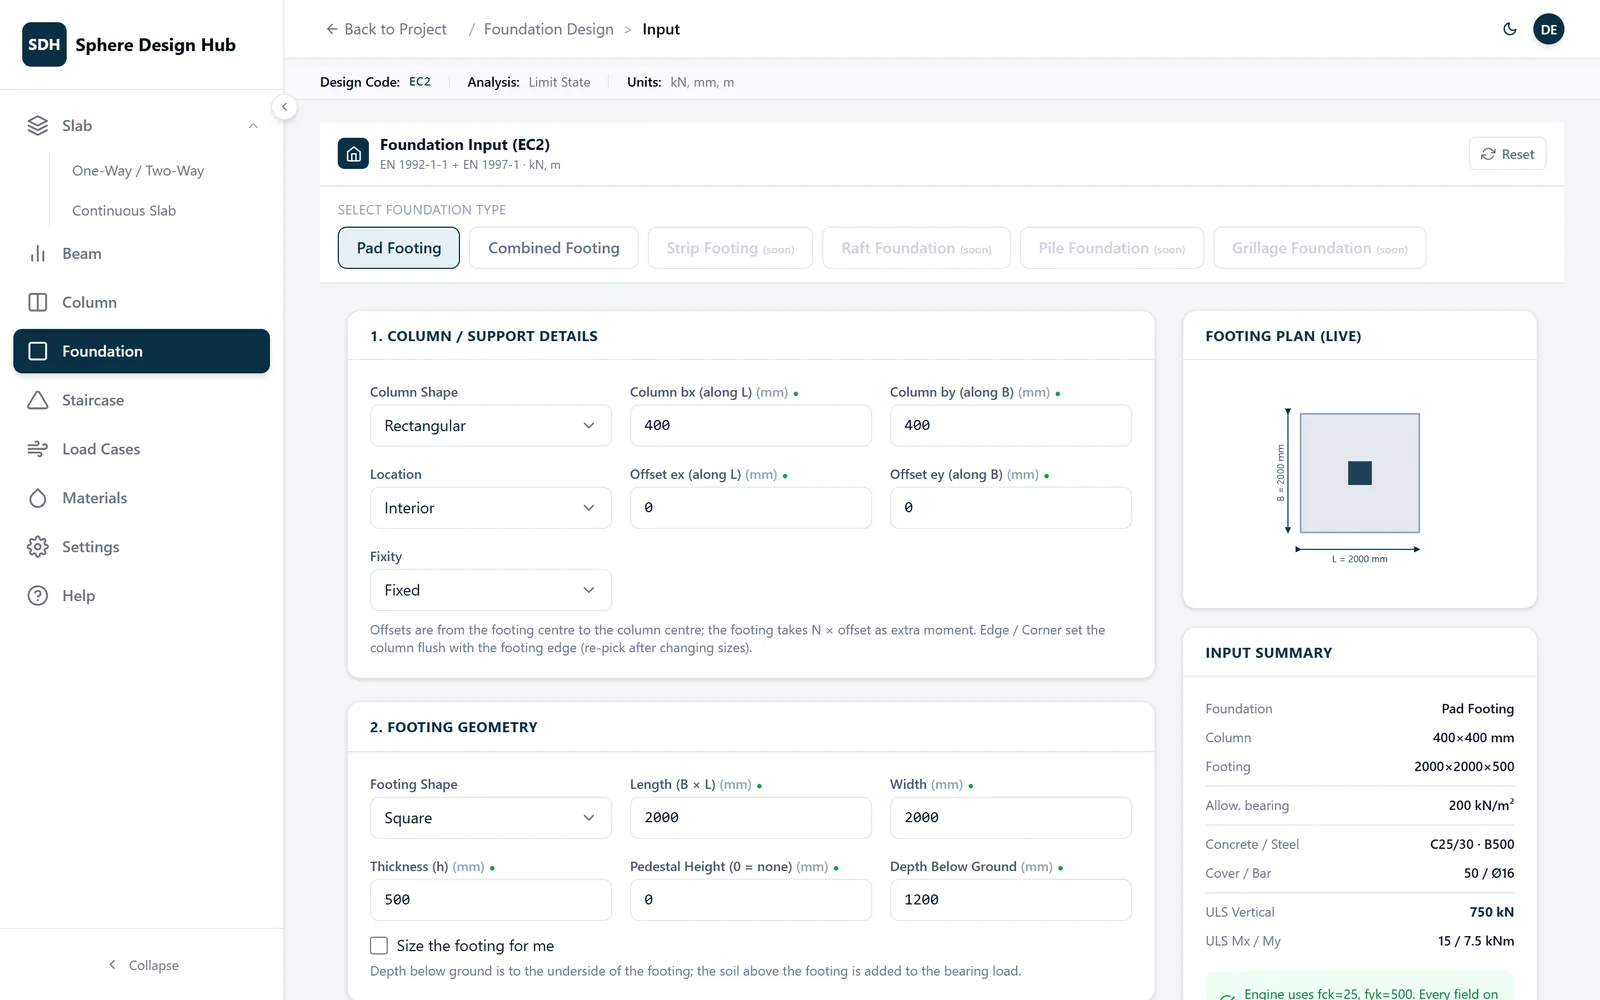 SDH Sphere Design Hub
Slab
One-Way / Two-Way
Continuous Slab
Beam
Column
Foundation
Staircase
Load Cases
Materials
Settings
Help
Collapse
Back to Project / Foundation Design > Input
DE
Design Code: EC2 Analysis: Limit State Units: kN, mm, m
Foundation Input (EC2)
EN 1992-1-1 + EN 1997-1 · kN, m
Reset
SELECT FOUNDATION TYPE
Pad Footing Combined Footing Strip Footing (soon) Raft Foundation (soon) Pile Foundation (soon) Grillage Foundation (soon)
1. COLUMN / SUPPORT DETAILS
Column Shape Column bx (along L) (mm) Column by (along B) (mm)
Rectangular 400 400
Location Offset ex (along L) (mm) Offset ey (along B) (mm)
Interior 0 0
Fixity
Fixed
Offsets are from the footing centre to the column centre; the footing takes N × offset as extra moment. Edge / Corner set the
column flush with the footing edge (re-pick after changing sizes).
2. FOOTING GEOMETRY
Footing Shape Length (B × L) (mm) Width (mm)
Square 2000 2000
Thickness (h) (mm) Pedestal Height (0 = none) (mm) Depth Below Ground (mm)
500 0 1200
Size the footing for me
Depth below ground is to the underside of the footing; the soil above the footing is added to the bearing load.
FOOTING PLAN (LIVE)
B = 2000 mm
L = 2000 mm
INPUT SUMMARY
Foundation Pad Footing
Column 400×400 mm
Footing 2000×2000×500
Allow. bearing 200 kN/m²
Concrete / Steel C25/30 · B500
Cover / Bar 50 / Ø16
ULS Vertical 750 kN
ULS Mx / My 15 / 7.5 kNm
Engine uses fck=25, fyk=500. Every field on